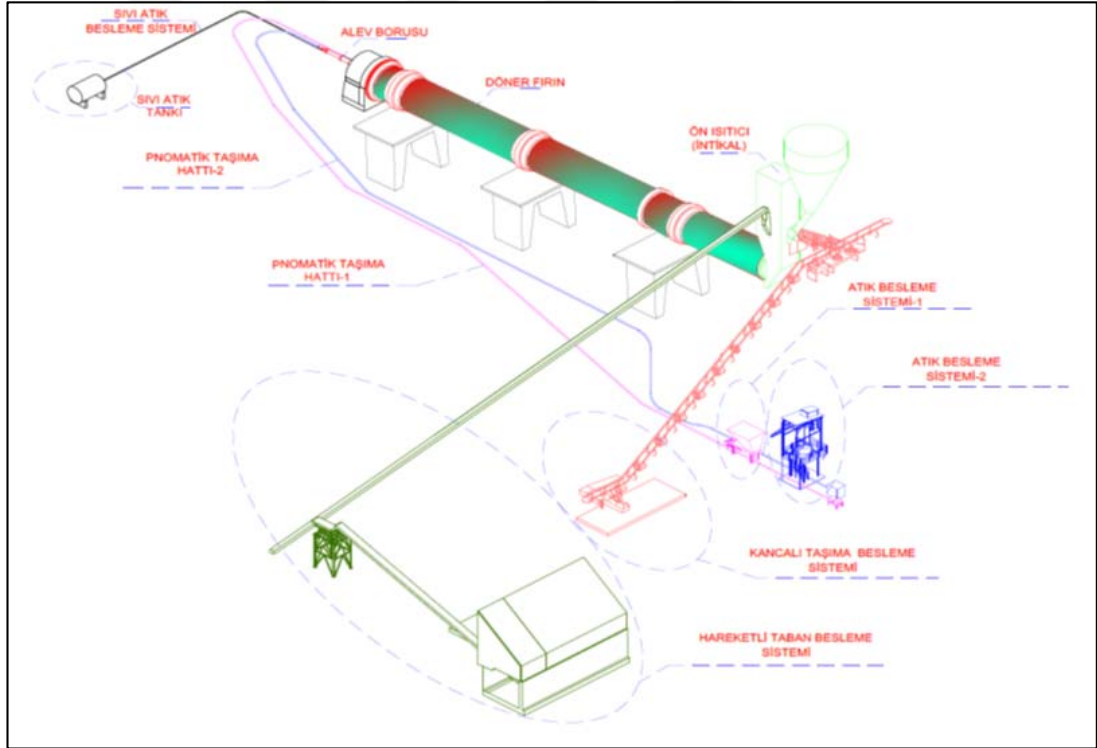 SIVI ATIK
BESLEME SİSTEMİ
ALEV BORUSU
DÖNER FIRIN
SIVI ATIK
TANKI
ÖN ISITICI
(İNTİKAL)
PNOMATİK TAŞIMA
HATTI-2
PNOMATİK TAŞIMA
HATTI-1
ATIK BESLEME
SİSTEMİ-1
ATIK BESLEME
SİSTEMİ-2
KANCALI TAŞIMA BESLEME
SİSTEMİ
HAREKETLİ TABAN BESLEME
SİSTEMİ